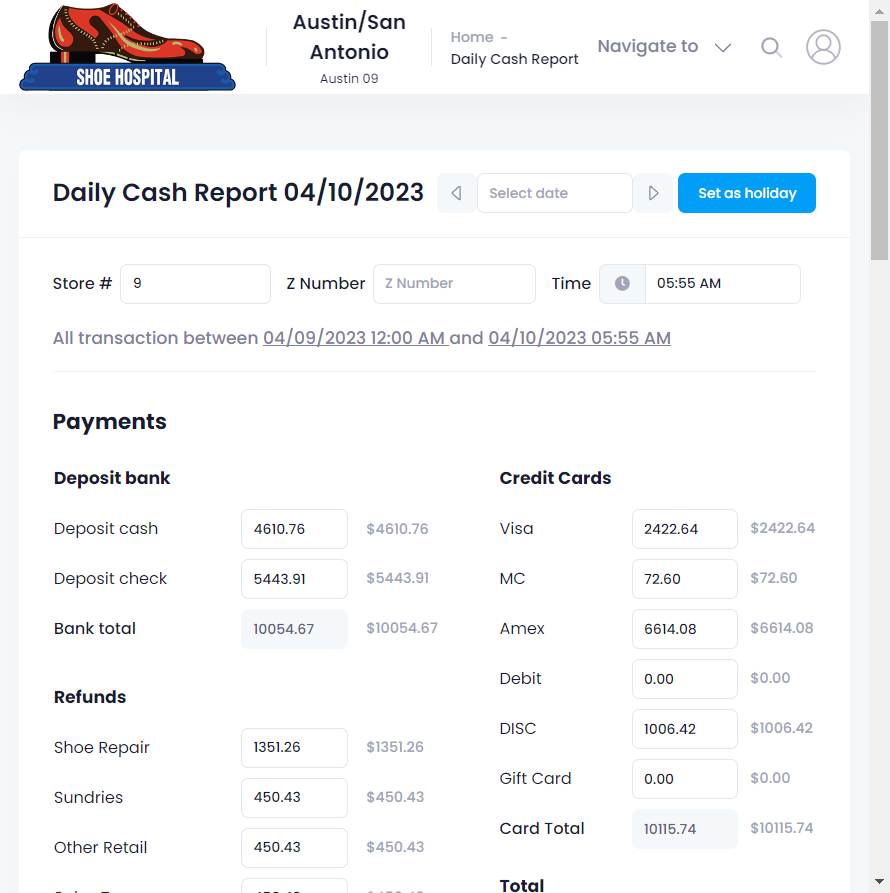 SHOE HOSPITAL
Austin/San
Antonio
Austin 09
Home -
Daily Cash Report
Navigate to
Daily Cash Report 04/10/2023
Select date
Set as holiday
Store #
9
Z Number
Z Number
Time
05:55 AM
All transaction between 04/09/2023 12:00 AM and 04/10/2023 05:55 AM
Payments
Deposit bank
Deposit cash 4610.76 $4610.76
Deposit check 5443.91 $5443.91
Bank total 10054.67 $10054.67
Refunds
Shoe Repair 1351.26 $1351.26
Sundries 450.43 $450.43
Other Retail 450.43 $450.43
Credit Cards
Visa 2422.64 $2422.64
MC 72.60 $72.60
Amex 6614.08 $6614.08
Debit 0.00 $0.00
DISC 1006.42 $1006.42
Gift Card 0.00 $0.00
Card Total 10115.74 $10115.74
Total